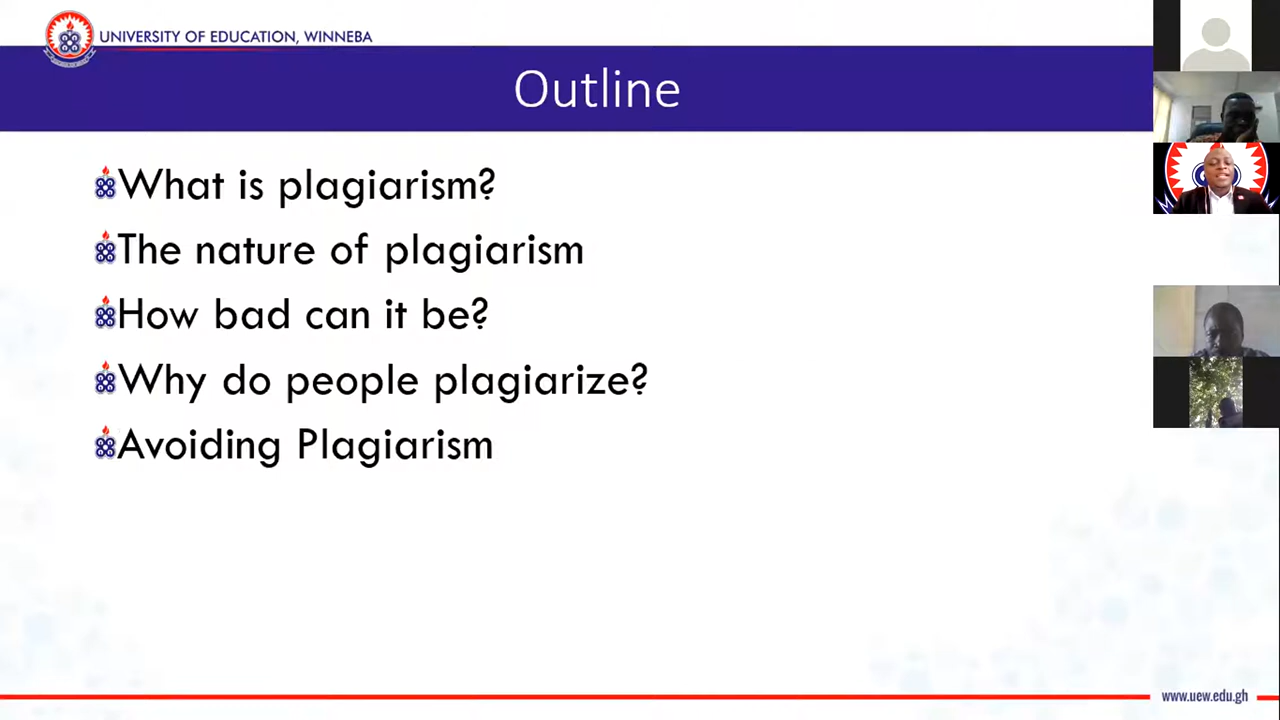 UNIVERSITY OF EDUCATION, WINNEBA
Outline
What is plagiarism?
The nature of plagiarism
How bad can it be?
Why do people plagiarize?
Avoiding Plagiarism
www.uew.edu.gh